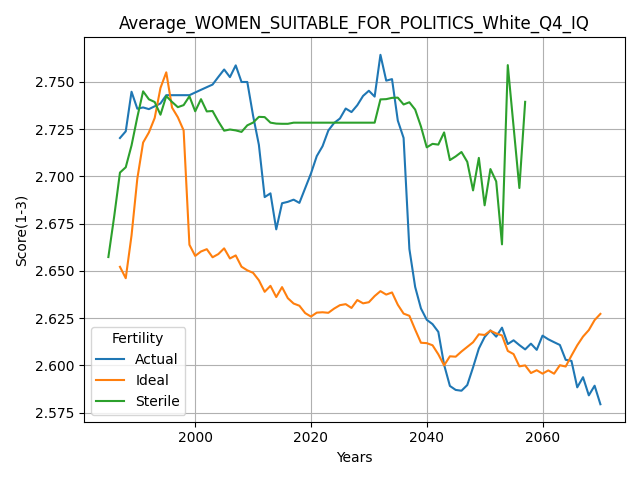 Average_WOMEN_SUITABLE_FOR_POLITICS_White_Q4_IQ
Score(1-3)
2.750
2.725
2.700
2.675
2.650
2.625
2.600
2.575
Fertility
Actual
Ideal
Sterile
2000
2020
2040
2060
Years